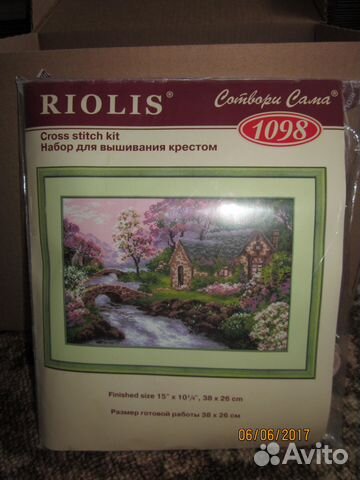 RIOLIS®
Сотвори Сама®
1098
Cross stitch kit
Набор для вышивания крестом
Finished size 15" x 10¼", 38 x 26 cm
Размер готовой работы 38 x 26 см
06/06/2017
Avito